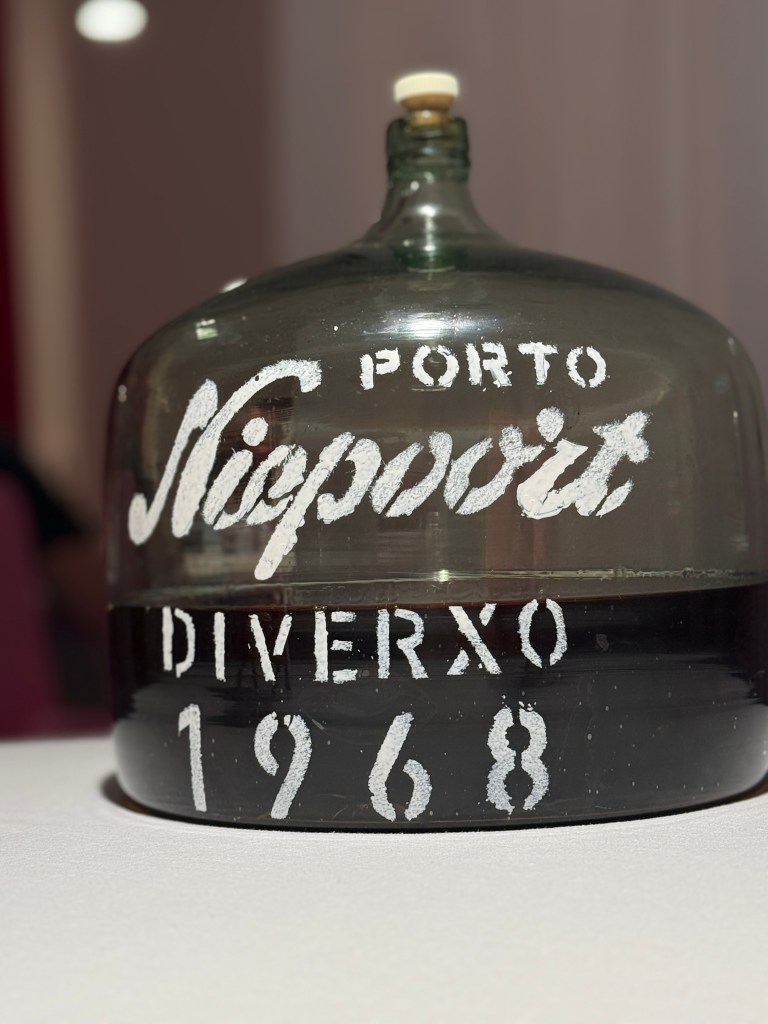 PORTO
Niepoort
DIVERXO
1968